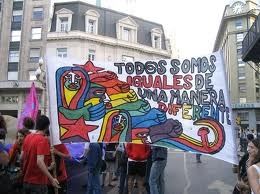 TODOS SOMOS
IGUALES DE
UNA MANERA
DIFERENTE